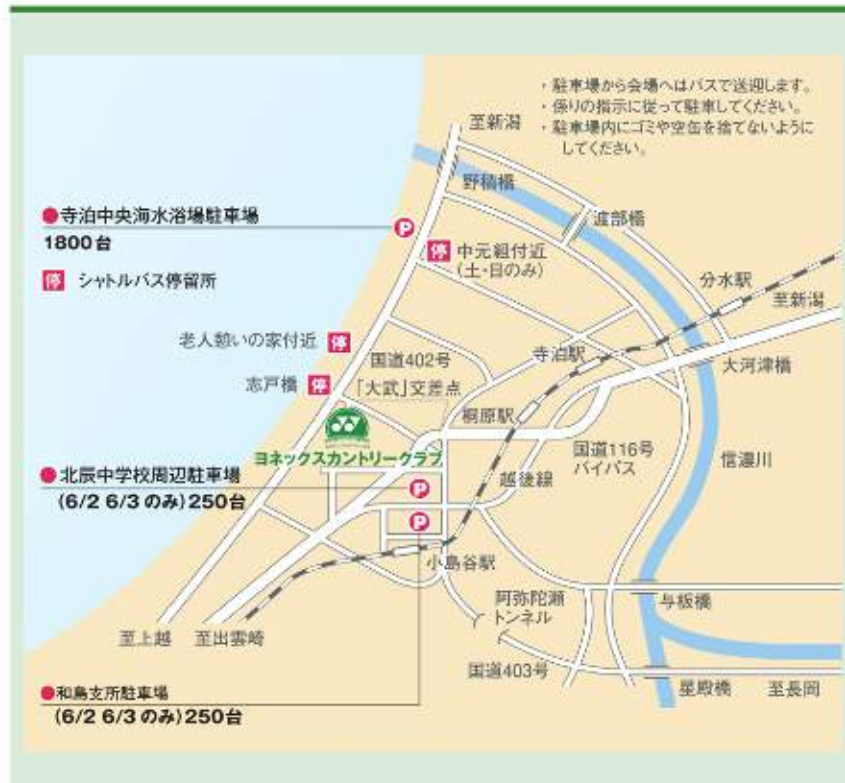 ・駐車場から会場へはバスで送迎します。
・係りの指示に従って駐車してください。
・駐車場内にゴミや空缶を捨てないように
してください。
至新潟
野積橋
渡部橋
●寺泊中央海水浴場駐車場
1800台
P
停 中元組付近
(土・日のみ)
分水駅
停 シャトルバス停留所
至新潟
老人憩いの家付近 停
国道402号
寺泊駅
大河津橋
志戸橋 停
「大武」交差点
桐原駅
ヨネックスカントリークラブ
国道116号
バイパス
信濃川
●北辰中学校周辺駐車場
(6/2 6/3 のみ)250台
P
越後線
P
小島谷駅
阿弥陀瀬
トンネル
与板橋
至上越
至出雲崎
国道403号
星殿橋
至長岡
●和島支所駐車場
(6/2 6/3 のみ)250台